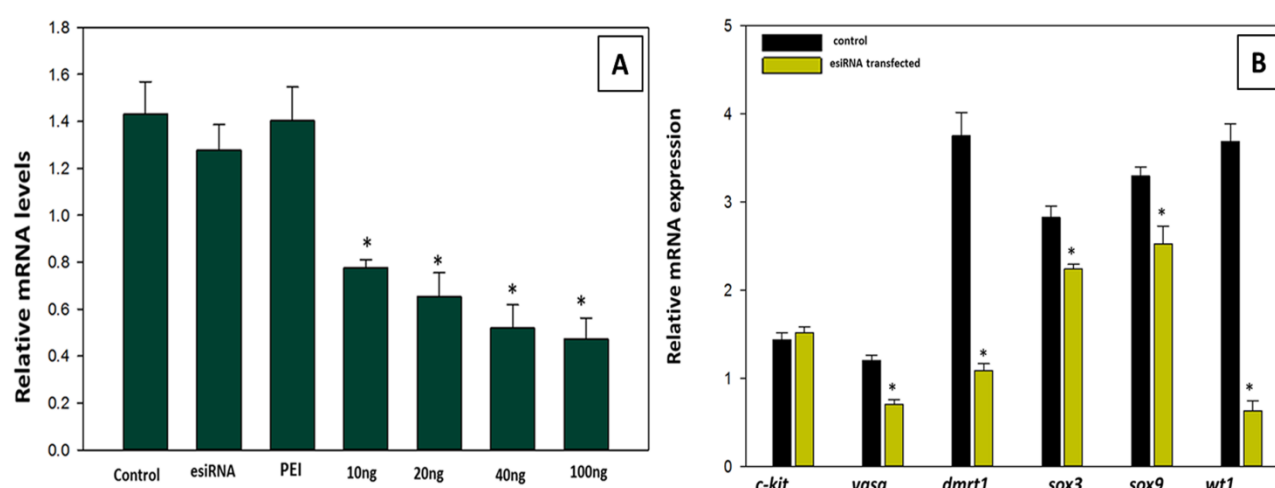 A
Relative mRNA levels
1.8
1.6
1.4
1.2
1.0
0.8
0.6
0.4
0.2
0.0
* * * *
Control esiRNA PEI 10ng 20ng 40ng 100ng
B
control
esiRNA transfected
Relative mRNA expression
5
4
3
2
1
0
* * * * *
c-kit vasa dmrt1 sox3 sox9 wt1